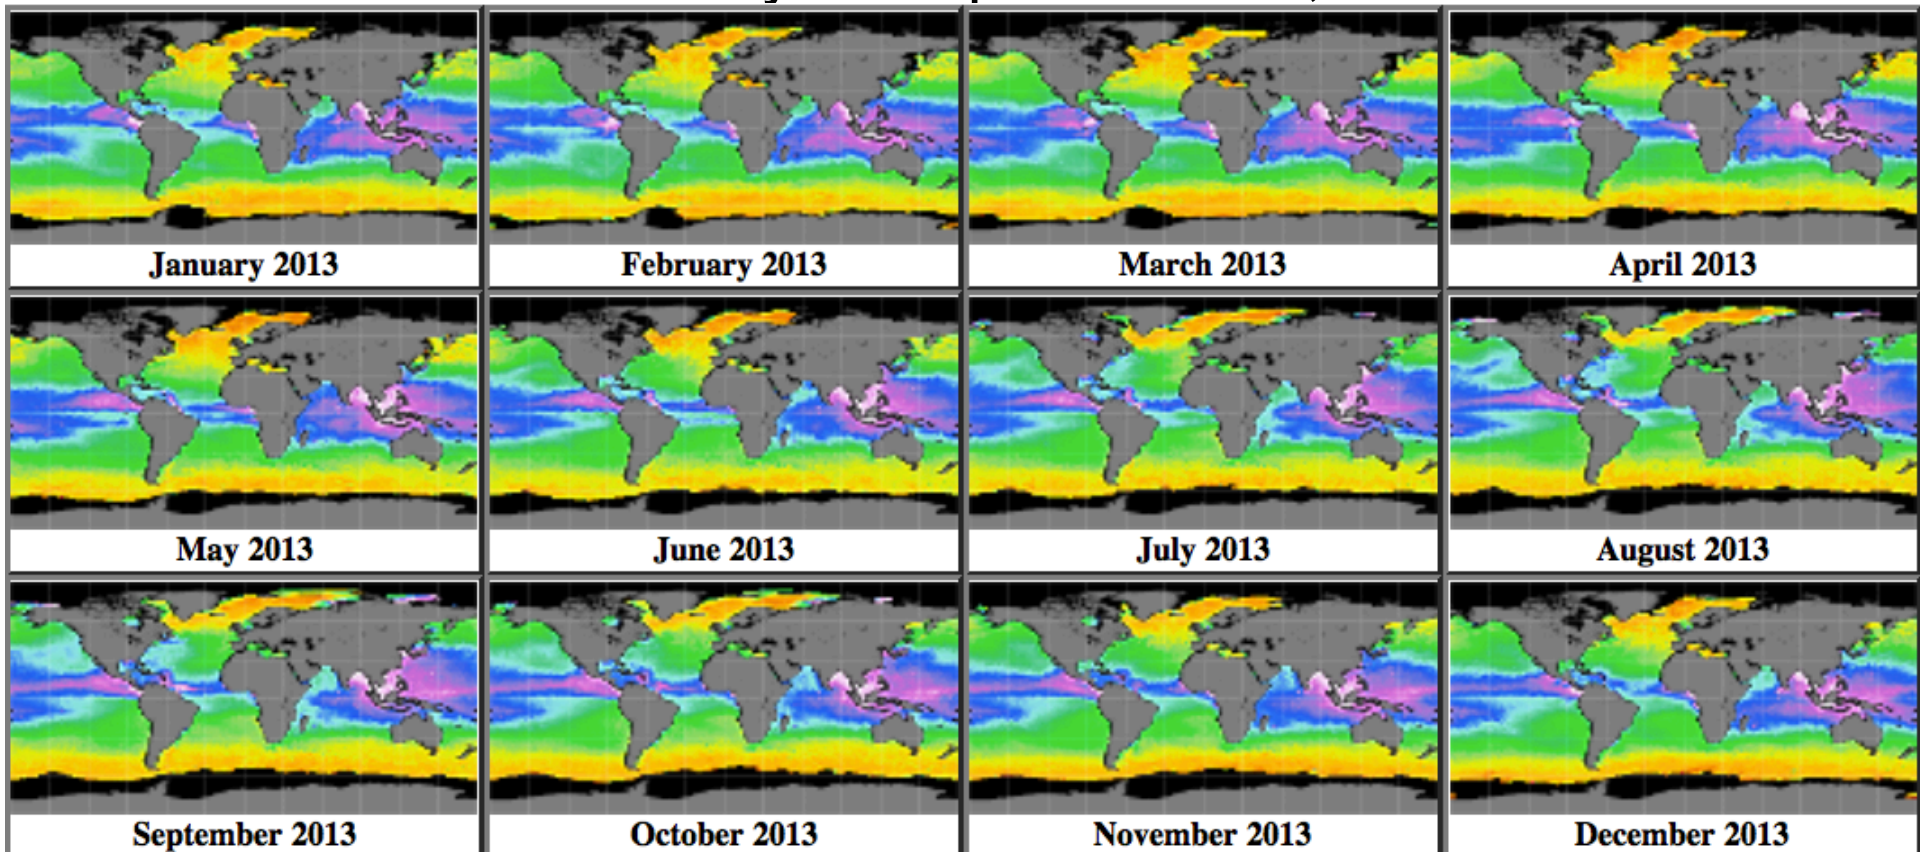 January 2013
February 2013
March 2013
April 2013
May 2013
June 2013
July 2013
August 2013
September 2013
October 2013
November 2013
December 2013